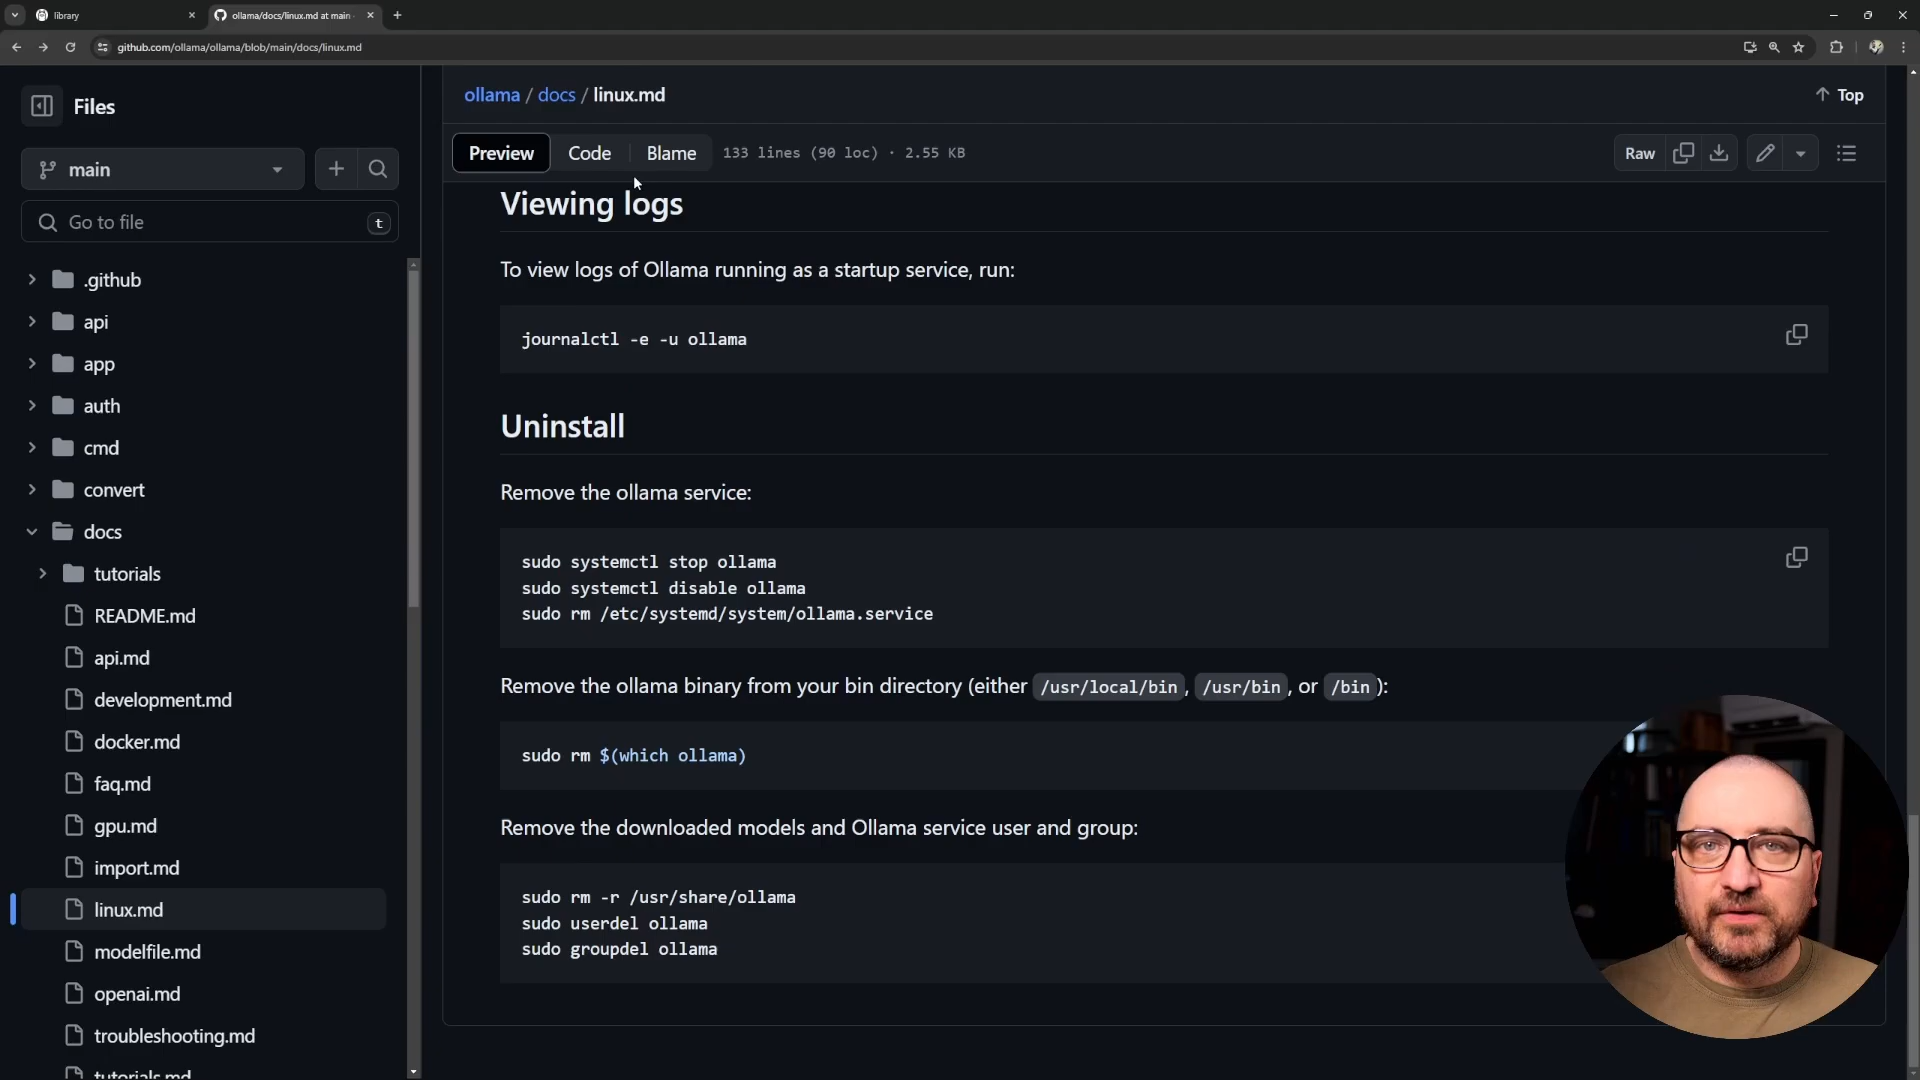 library
ollama/docs/linux.md at main
github.com/ollama/ollama/blob/main/docs/linux.md
Files
main
Go to file
t
.github
api
app
auth
cmd
convert
docs
tutorials
README.md
api.md
development.md
docker.md
faq.md
gpu.md
import.md
linux.md
modelfile.md
openai.md
troubleshooting.md
tutorials.md
ollama / docs / linux.md
Top
Preview
Code
Blame
133 lines (90 loc) · 2.55 KB
Raw
Viewing logs
To view logs of Ollama running as a startup service, run:
journalctl -e -u ollama
Uninstall
Remove the ollama service:
sudo systemctl stop ollama
sudo systemctl disable ollama
sudo rm /etc/systemd/system/ollama.service
Remove the ollama binary from your bin directory (either /usr/local/bin, /usr/bin, or /bin):
sudo rm $(which ollama)
Remove the downloaded models and Ollama service user and group:
sudo rm -r /usr/share/ollama
sudo userdel ollama
sudo groupdel ollama